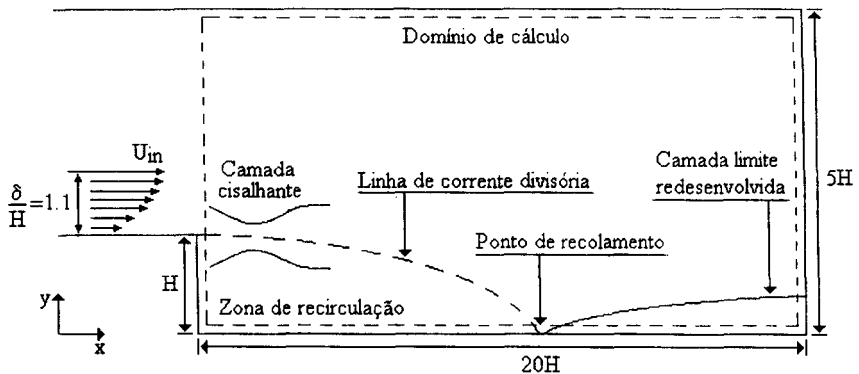 Domínio de cálculo
U_in
Camada
cisalhante
Linha de corrente divisória
Camada limite
redesenvolvida
δ/H=1.1
5H
Ponto de recolamento
H
Zona de recirculação
y
x
20H